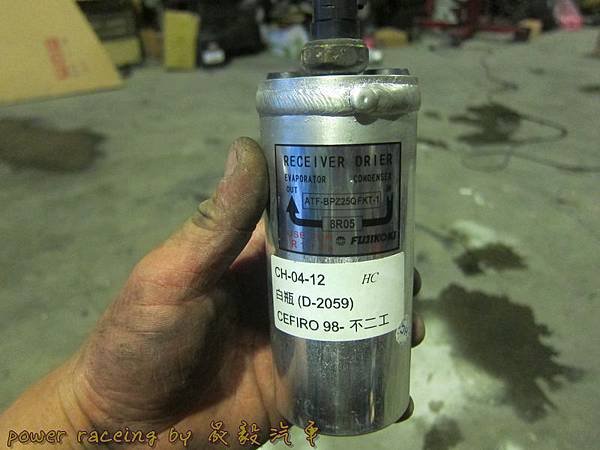 RECEIVER DRIER
EVAPORATOR CONDENSER
OUT IN
ATF-BPZ25QFKT-1
8R05
FUJIKOKI
CH-04-12 HC
白瓶 (D-2059)
CEFIRO 98- 不二工
power raceing by 晟毅汽車